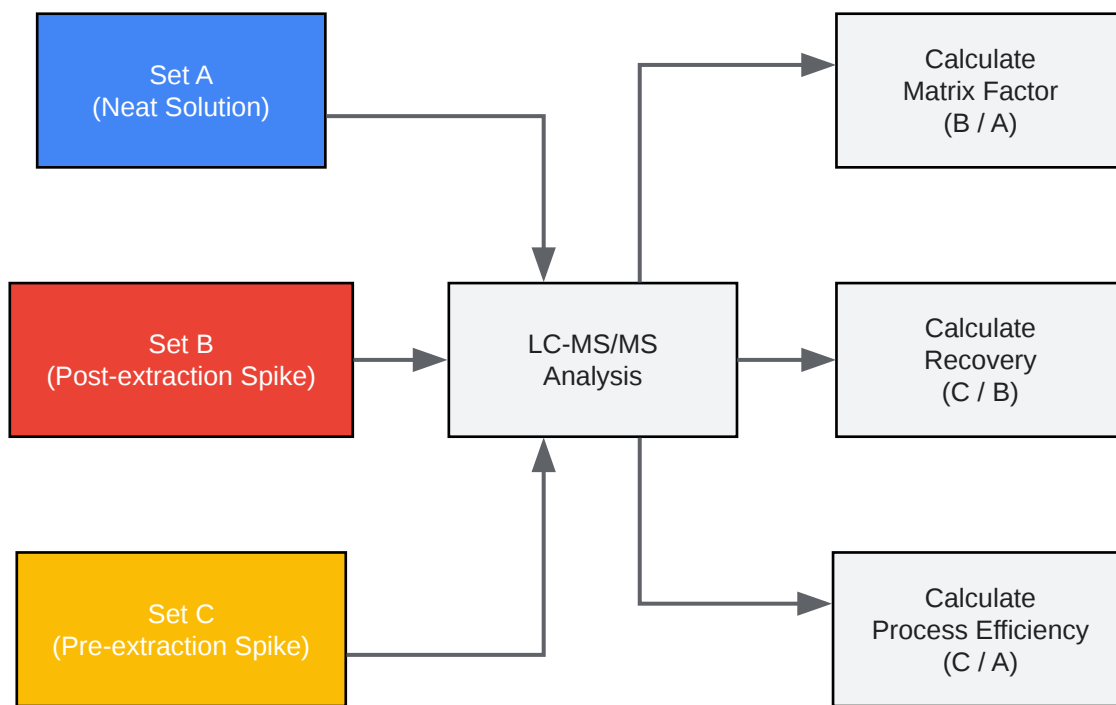 Set A
(Neat Solution)
Set B
(Post-extraction Spike)
Set C
(Pre-extraction Spike)
LC-MS/MS
Analysis
Calculate
Matrix Factor
(B / A)
Calculate
Recovery
(C / B)
Calculate
Process Efficiency
(C / A)